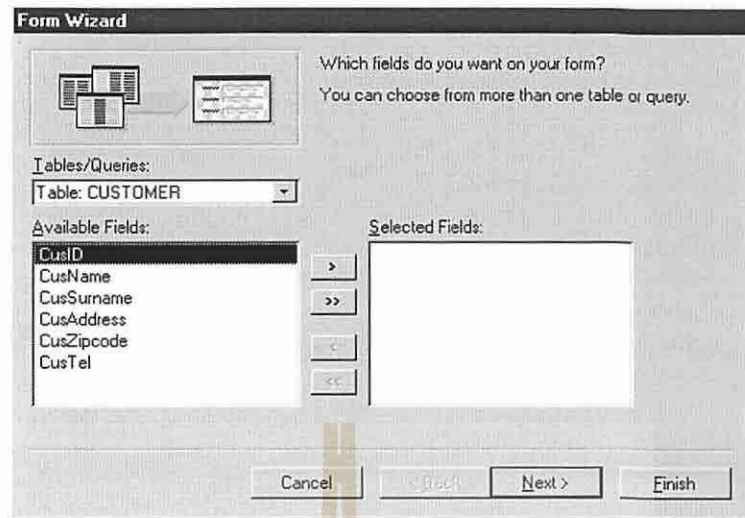 Form Wizard
Which fields do you want on your form?
You can choose from more than one table or query.
Tables/Queries:
Table: CUSTOMER
Available Fields:
Selected Fields:
CusID
CusName
CusSurname
CusAddress
CusZipcode
CusTel
>
>>
<
<<
Cancel
< Back
Next >
Finish